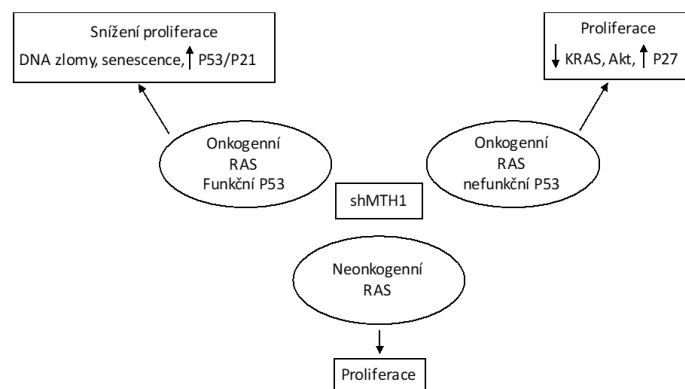 Snížení proliferace
DNA zlomy, senescence, ↑ P53/P21
Proliferace
↓ KRAS, Akt, ↑ P27
Onkogenní
RAS
Funkční P53
Onkogenní
RAS
nefunkční P53
shMTH1
Neonkogenní
RAS
Proliferace